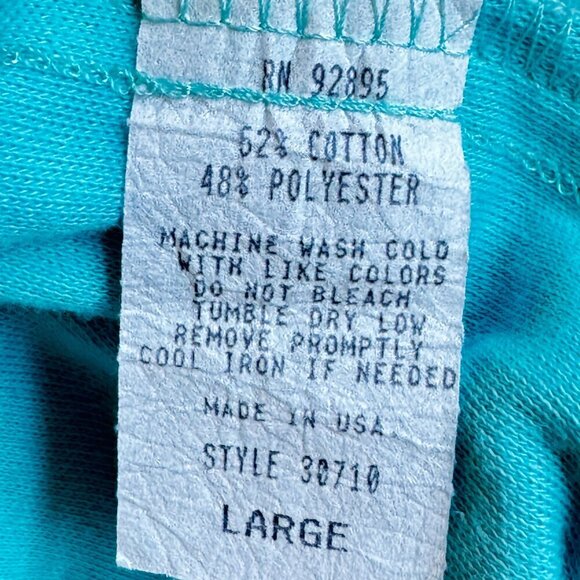 RN 92895
52% COTTON
48% POLYESTER
MACHINE WASH COLD
WITH LIKE COLORS
DO NOT BLEACH
TUMBLE DRY LOW
REMOVE PROMPTLY
COOL IRON IF NEEDED
MADE IN USA.
STYLE 30710
LARGE